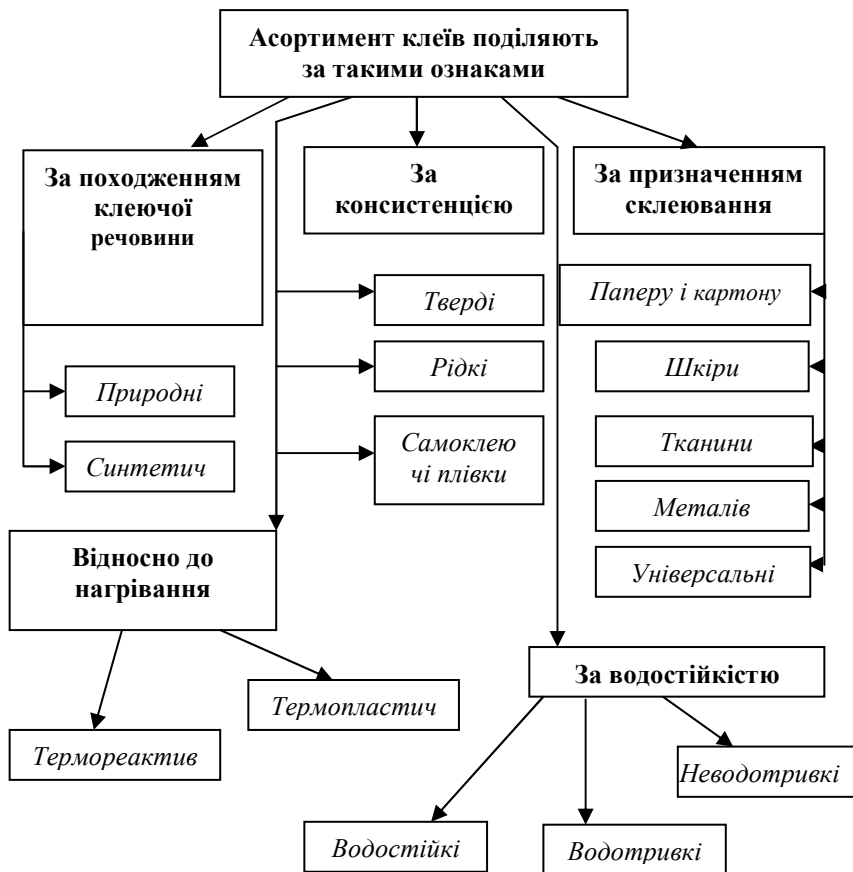 Асортимент клеїв поділяють
за такими ознаками
За походженням
клеючої
речовини
За
консистенцією
За призначенням
склеювання
Тверді
Рідкі
Самоклею
чі плівки
Паперу і картону
Шкіри
Тканини
Металів
Універсальні
Природні
Синтетич
Відносно до
нагрівання
Термопластич
Термореактив
За водостійкістю
Неводотривкі
Водостійкі
Водотривкі